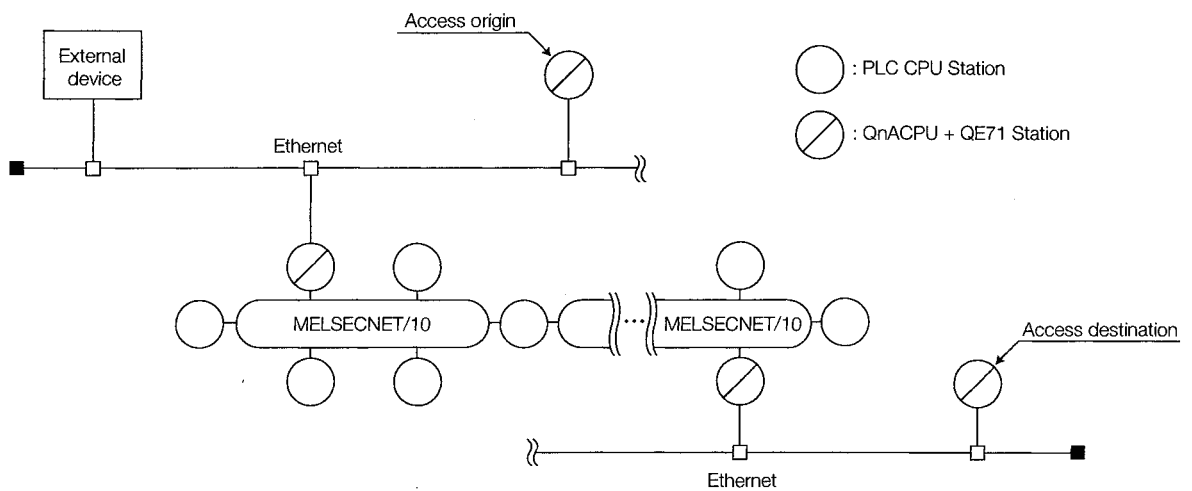 Access origin
External
device
: PLC CPU Station
: QnACPU + QE71 Station
Ethernet
MELSECNET/10
...
MELSECNET/10
Access destination
Ethernet